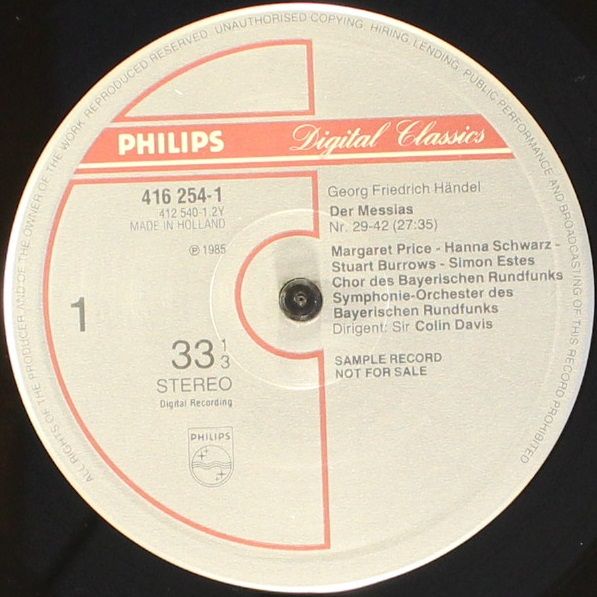 ALL RIGHTS OF THE PRODUCER AND OF THE OWNER OF THE WORK REPRODUCED RESERVED. UNAUTHORISED COPYING, HIRING, LENDING, PUBLIC PERFORMANCE AND BROADCASTING OF THIS RECORD PROHIBITED
PHILIPS
Digital Classics
416 254-1
412 540-1.2Y
MADE IN HOLLAND
℗ 1985
1
33 1/3
STEREO
Digital Recording
PHILIPS
Georg Friedrich Händel
Der Messias
Nr. 29-42 (27:35)
Margaret Price - Hanna Schwarz -
Stuart Burrows - Simon Estes
Chor des Bayerischen Rundfunks
Symphonie-Orchester des
Bayerischen Rundfunks
Dirigent: Sir Colin Davis
SAMPLE RECORD
NOT FOR SALE